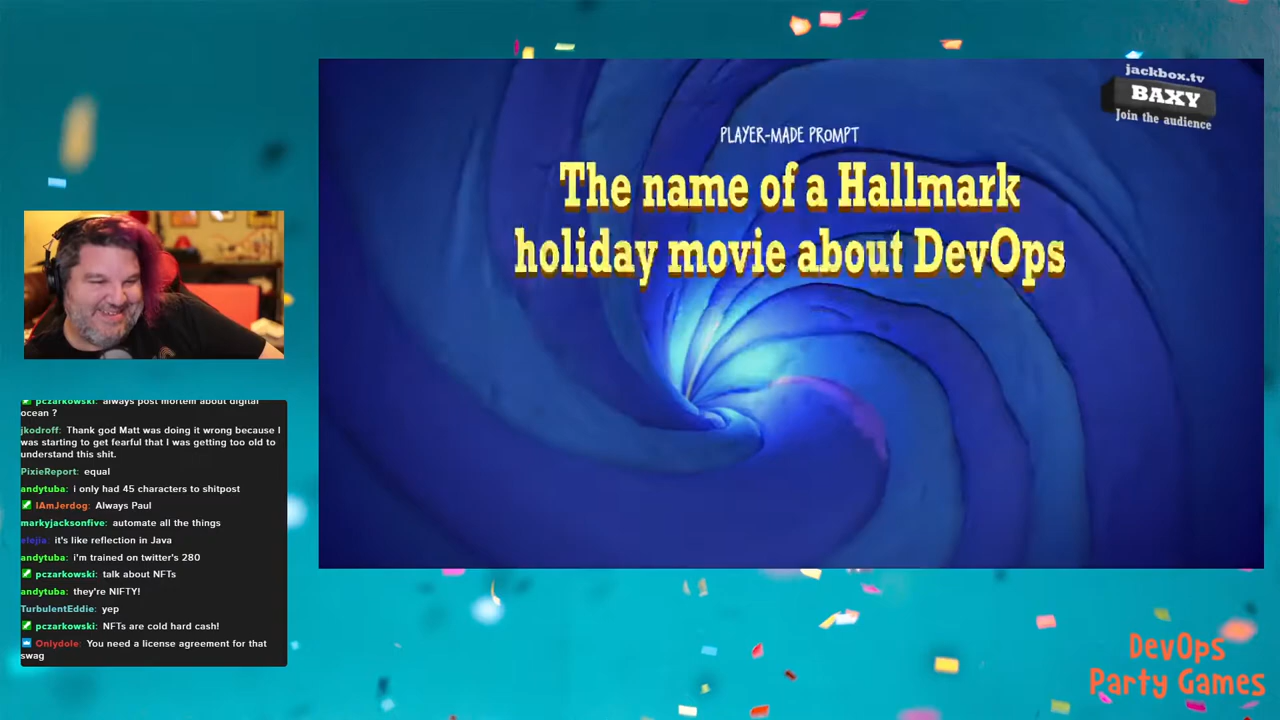 jackbox.tv
BAXY
Join the audience
PLAYER-MADE PROMPT
The name of a Hallmark
holiday movie about DevOps
pczarkowski: always post mortem about digital
ocean ?
jkodroff: Thank god Matt was doing it wrong because I
was starting to get fearful that I was getting too old to
understand this shit.
PixieReport: equal
andytuba: i only had 45 characters to shitpost
IAmJerdog: Always Paul
markyjacksonfive: automate all the things
elejia: it's like reflection in Java
andytuba: i'm trained on twitter's 280
pczarkowski: talk about NFTs
andytuba: they're NIFTY!
TurbulentEddie: yep
pczarkowski: NFTs are cold hard cash!
Onlydole: You need a license agreement for that
swag
DevOps
Party Games